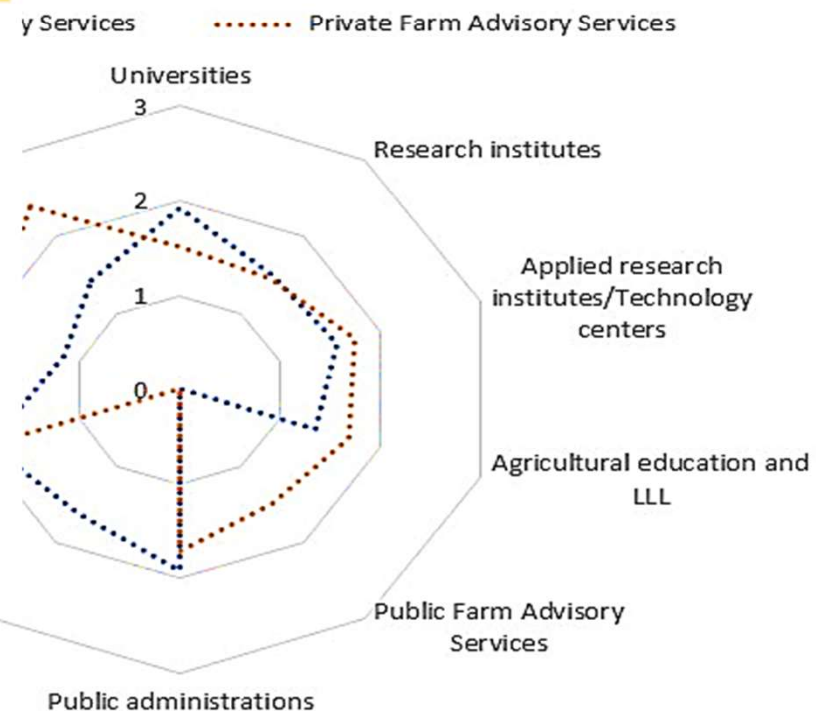 y Services
Private Farm Advisory Services
Universities
3
Research institutes
2
Applied research
institutes/Technology
centers
1
0
Agricultural education and
LLL
Public Farm Advisory
Services
Public administrations